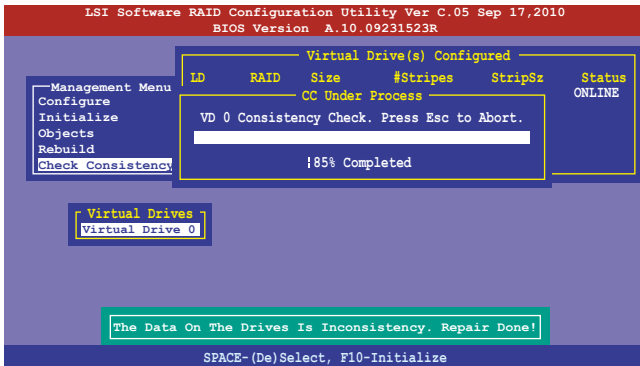 LSI Software RAID Configuration Utility Ver C.05 Sep 17,2010
BIOS Version A.10.09231523R
Virtual Drive(s) Configured
LD RAID Size #Stripes StripSz Status
ONLINE
Management Menu
Configure
Initialize
Objects
Rebuild
Check Consistency
CC Under Process
VD 0 Consistency Check. Press Esc to Abort.
85% Completed
Virtual Drives
Virtual Drive 0
The Data On The Drives Is Inconsistency. Repair Done!
SPACE-(De)Select, F10-Initialize